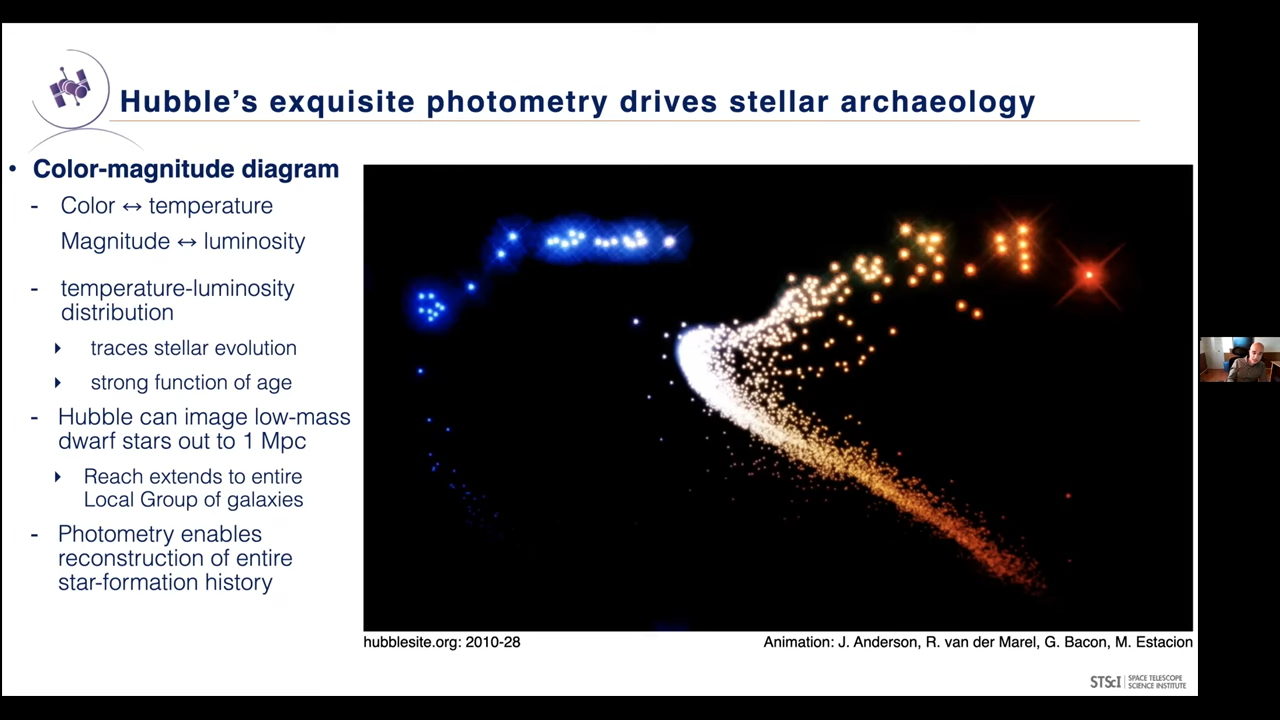 Hubble's exquisite photometry drives stellar archaeology
• Color-magnitude diagram
- Color ↔ temperature
Magnitude ↔ luminosity
- temperature-luminosity
distribution
‣ traces stellar evolution
‣ strong function of age
- Hubble can image low-mass
dwarf stars out to 1 Mpc
‣ Reach extends to entire
Local Group of galaxies
- Photometry enables
reconstruction of entire
star-formation history
hubblesite.org: 2010-28
Animation: J. Anderson, R. van der Marel, G. Bacon, M. Estacion
STScI
SPACE TELESCOPE
SCIENCE INSTITUTE